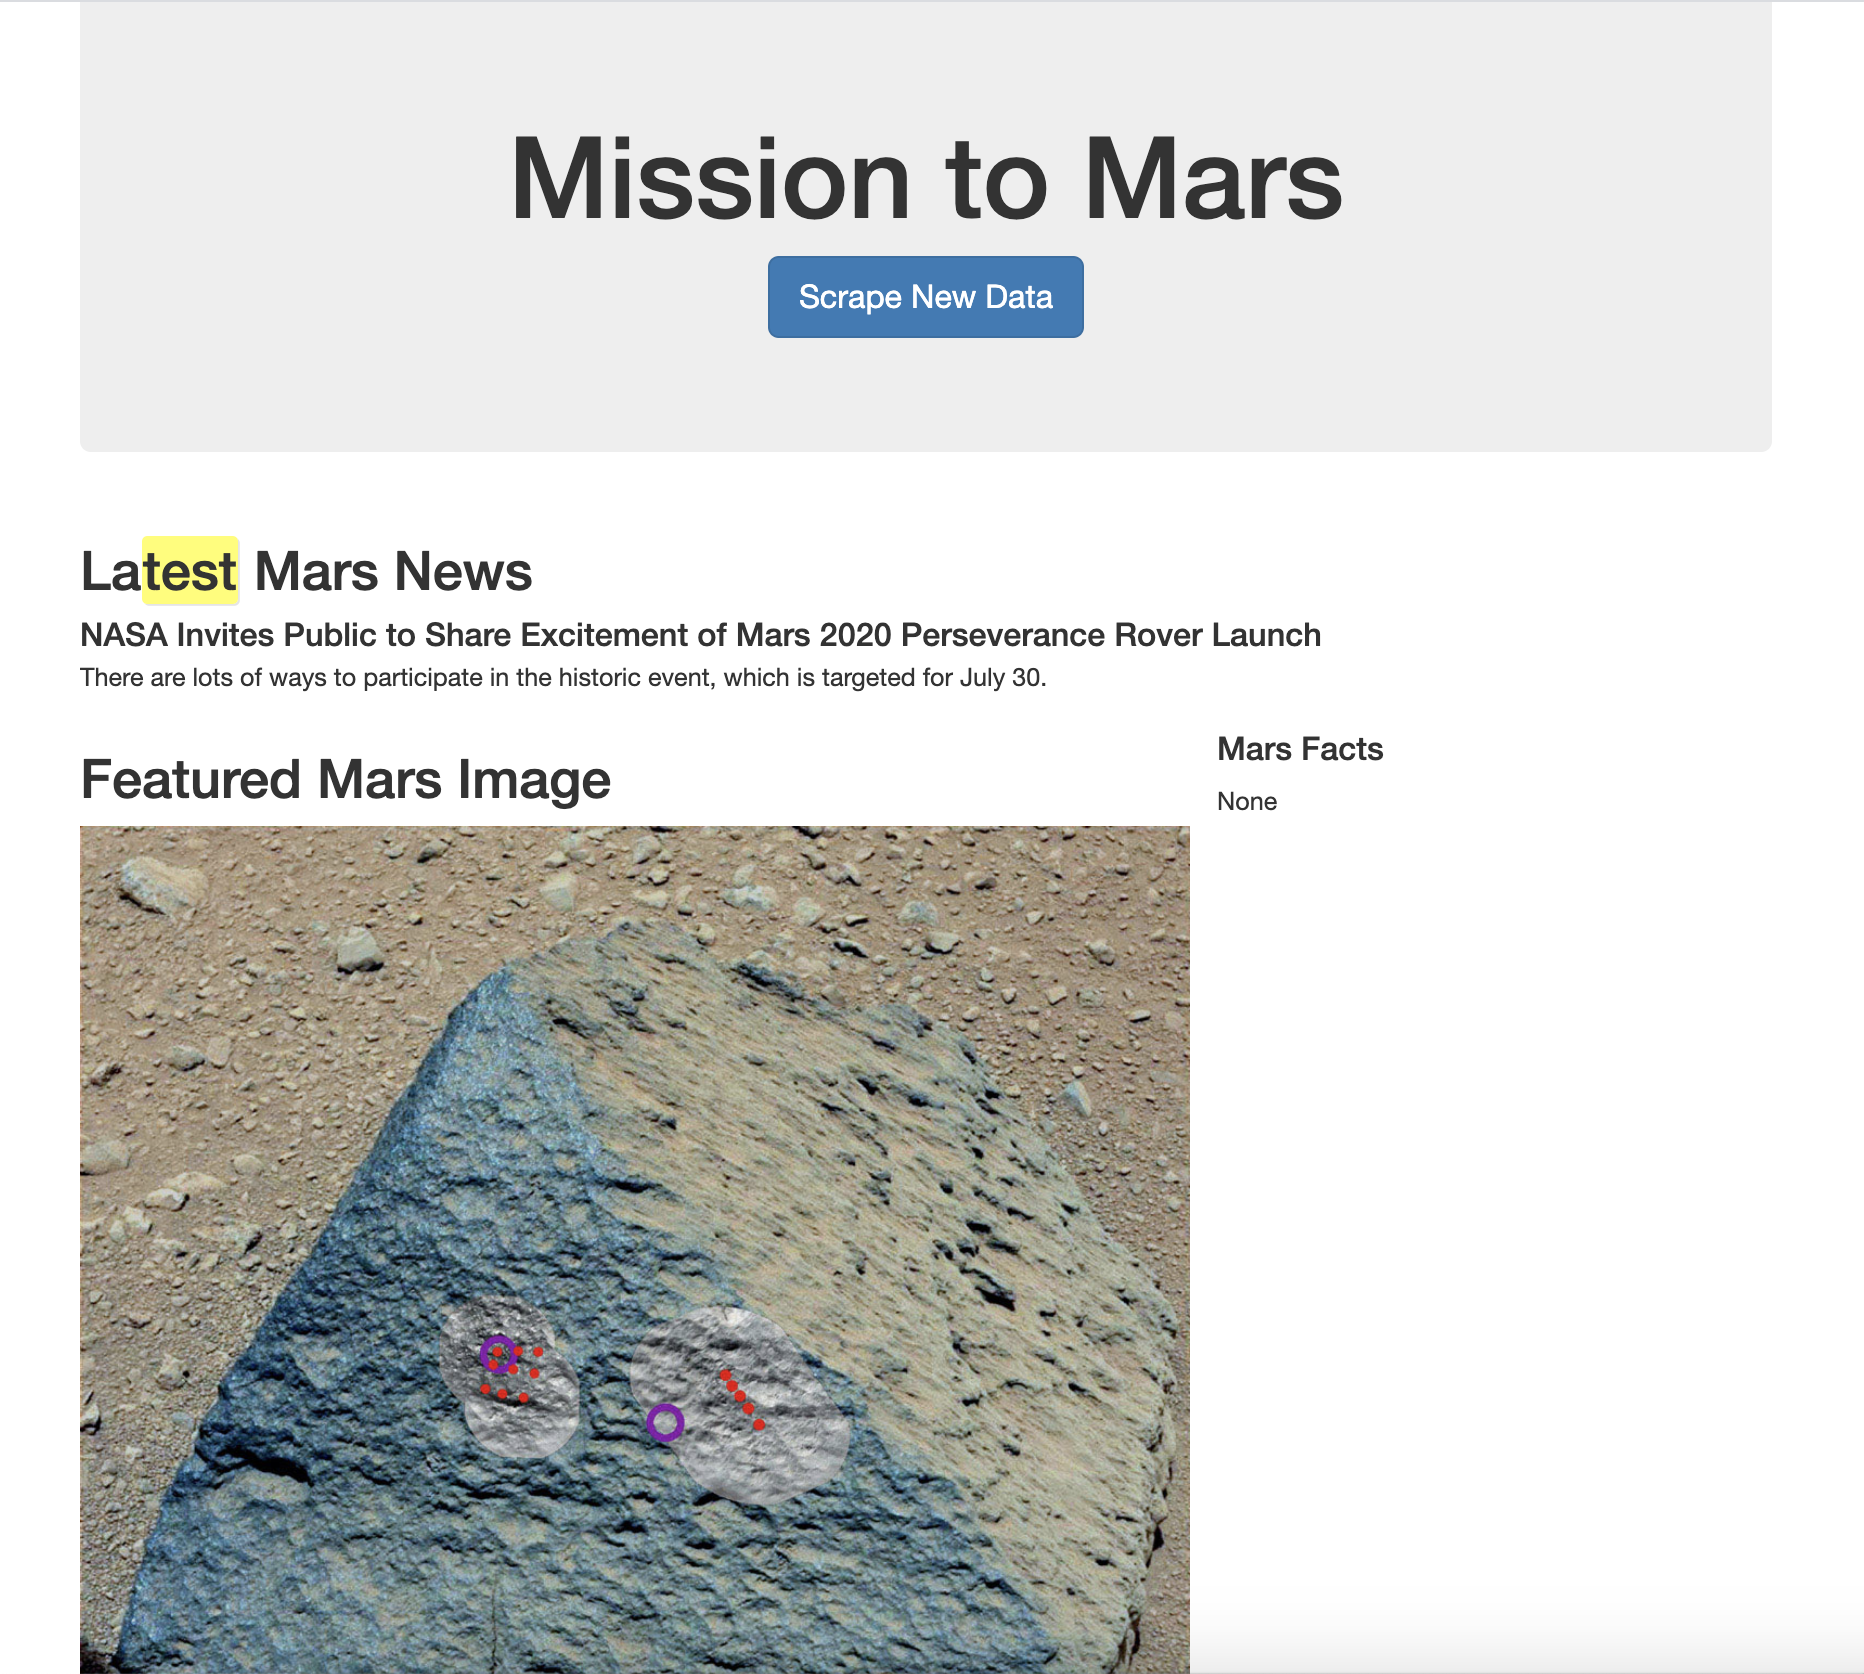 Mission to Mars
Scrape New Data
Latest Mars News
NASA Invites Public to Share Excitement of Mars 2020 Perseverance Rover Launch
There are lots of ways to participate in the historic event, which is targeted for July 30.
Featured Mars Image
Mars Facts
None